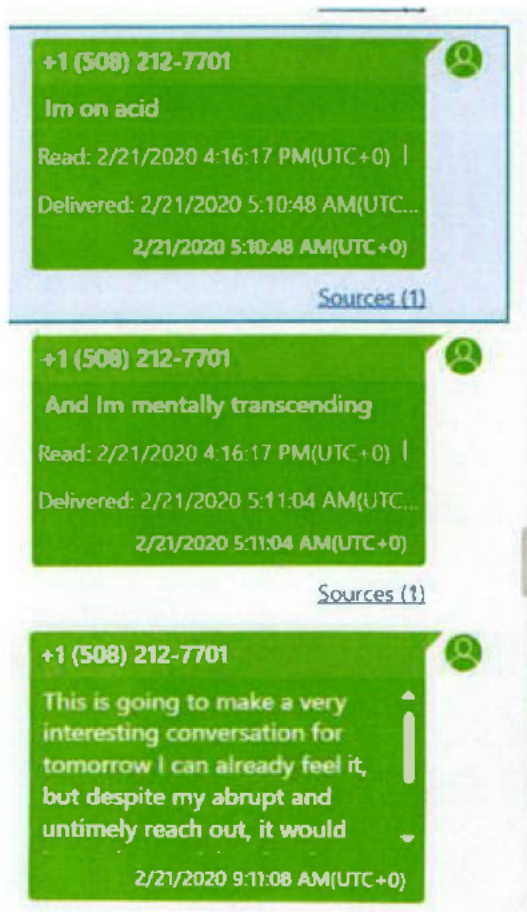 +1 (508) 212-7701
Im on acid
Read: 2/21/2020 4:16:17 PM(UTC+0) |
Delivered: 2/21/2020 5:10:48 AM(UTC...
2/21/2020 5:10:48 AM(UTC+0)
Sources (1)
+1 (508) 212-7701
And Im mentally transcending
Read: 2/21/2020 4:16:17 PM(UTC+0) |
Delivered: 2/21/2020 5:11:04 AM(UTC...
2/21/2020 5:11:04 AM(UTC+0)
Sources (1)
+1 (508) 212-7701
This is going to make a very
interesting conversation for
tomorrow I can already feel it,
but despite my abrupt and
untimely reach out, it would
2/21/2020 9:11:08 AM(UTC+0)